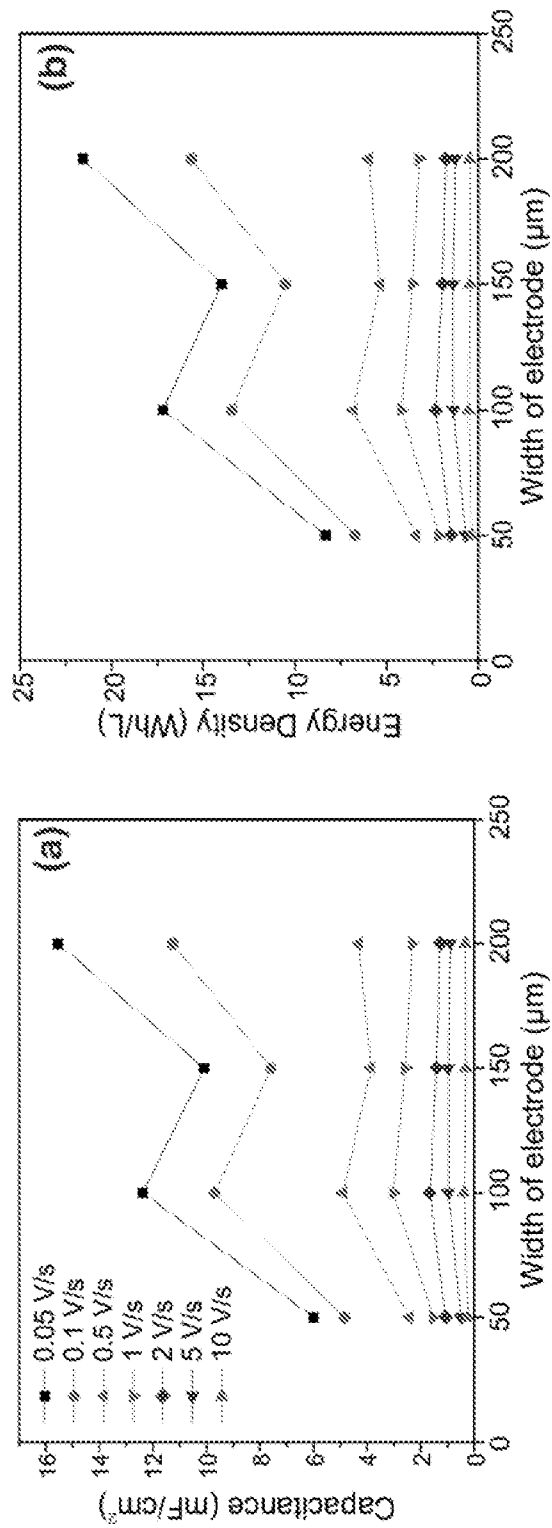 (a)
0.05 V/s
0.1 V/s
0.5 V/s
1 V/s
2 V/s
5 V/s
10 V/s
Capacitance (mF/cm²)
16
14
12
10
8
6
4
2
0
0
50
100
150
200
250
Width of electrode (µm)
(b)
Energy Density (Wh/L)
25
20
15
10
5
0
0
50
100
150
200
250
Width of electrode (µm)